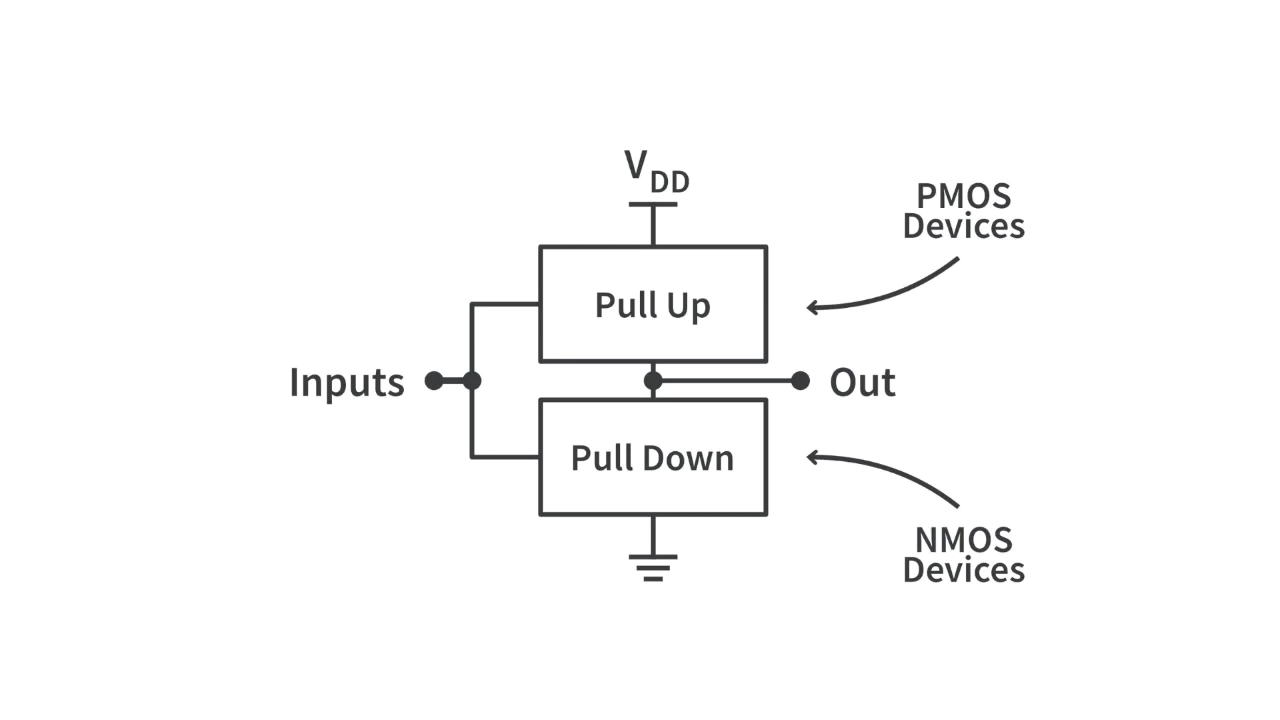 VDD
PMOS
Devices
Pull Up
Inputs
Out
Pull Down
NMOS
Devices